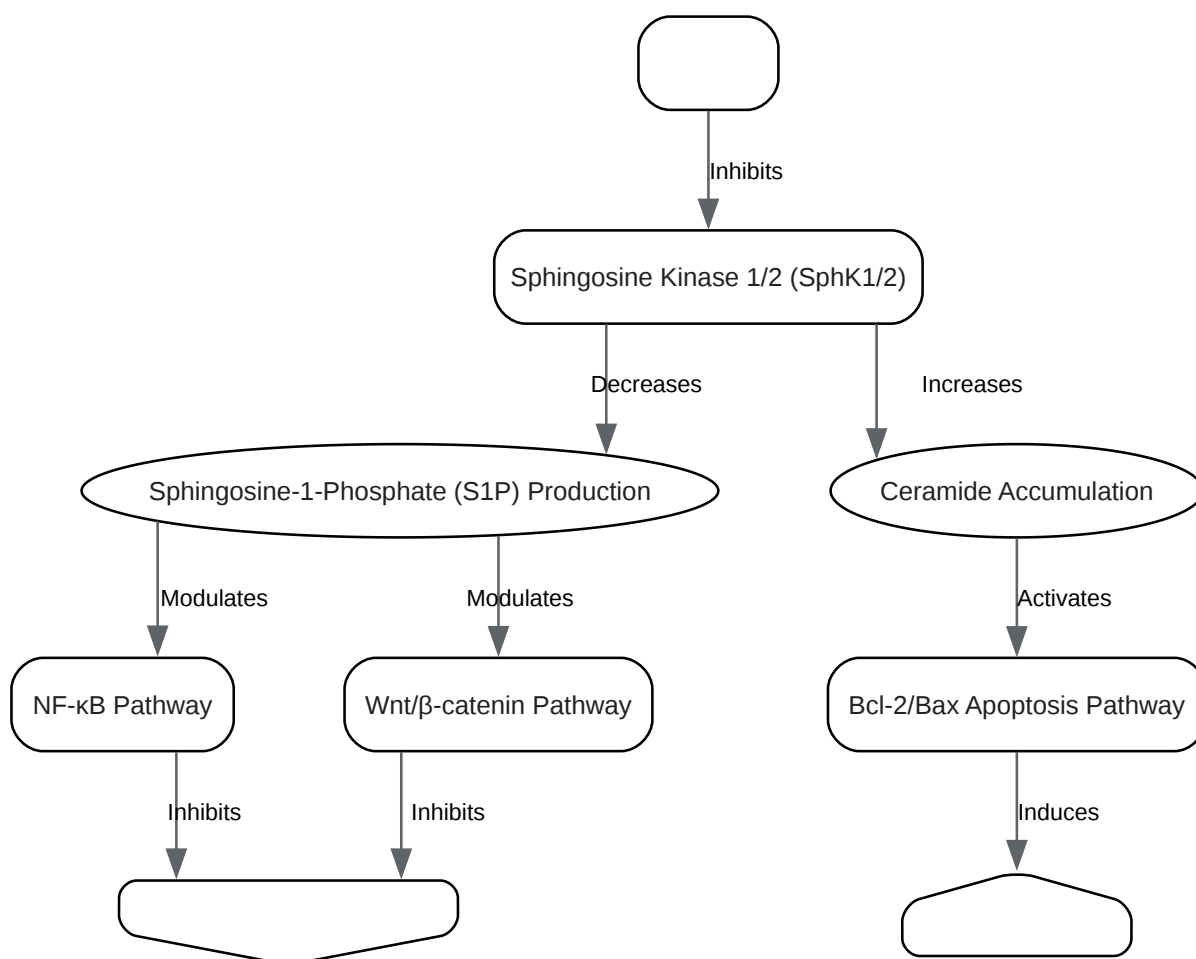 Inhibits
Sphingosine Kinase 1/2 (SphK1/2)
Decreases
Increases
Sphingosine-1-Phosphate (S1P) Production
Ceramide Accumulation
Modulates
Modulates
Activates
NF-κB Pathway
Wnt/β-catenin Pathway
Bcl-2/Bax Apoptosis Pathway
Inhibits
Inhibits
Induces